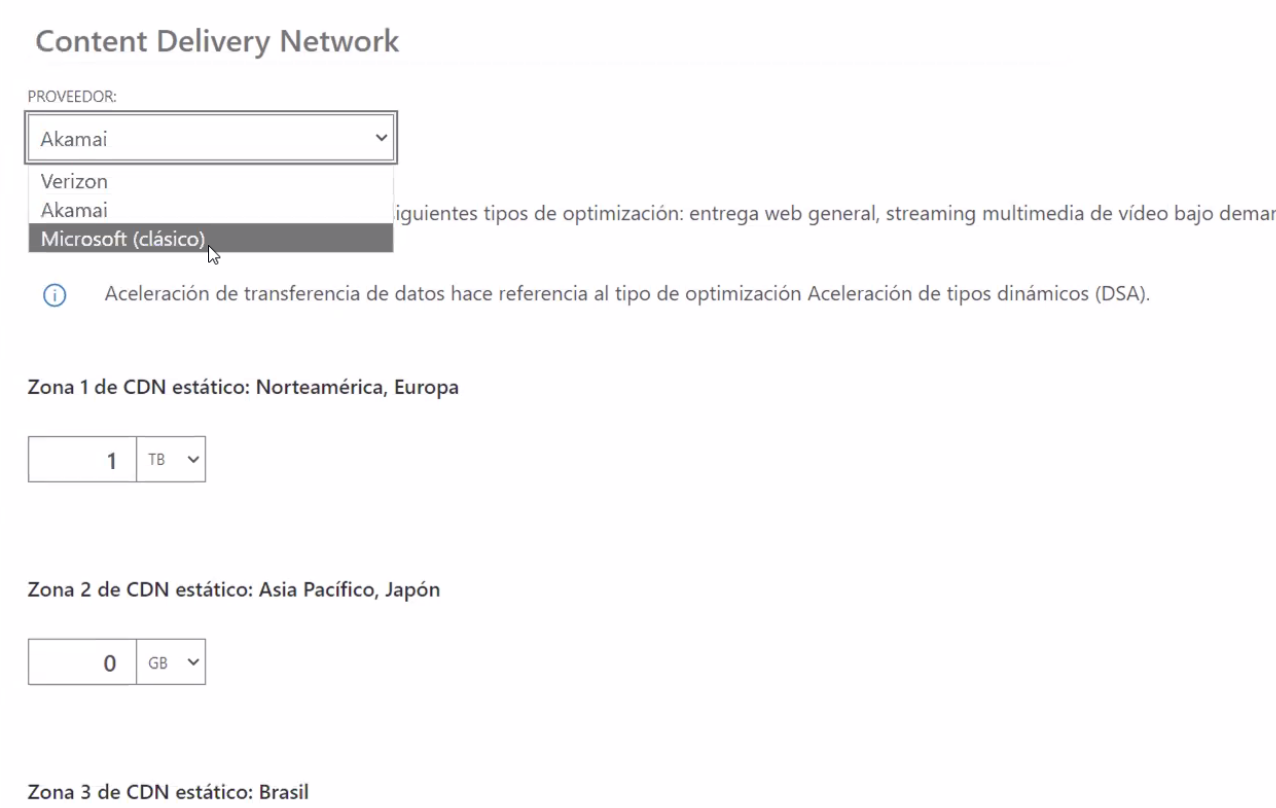 Content Delivery Network
PROVEEDOR:
Akamai
Verizon
Akamai
Microsoft (clásico)
siguientes tipos de optimización: entrega web general, streaming multimedia de vídeo bajo
Aceleración de transferencia de datos hace referencia al tipo de optimización Aceleración de tipos dinámicos (DSA).
Zona 1 de CDN estático: Norteamérica, Europa
1 TB
Zona 2 de CDN estático: Asia Pacífico, Japón
0 GB
Zona 3 de CDN estático: Brasil